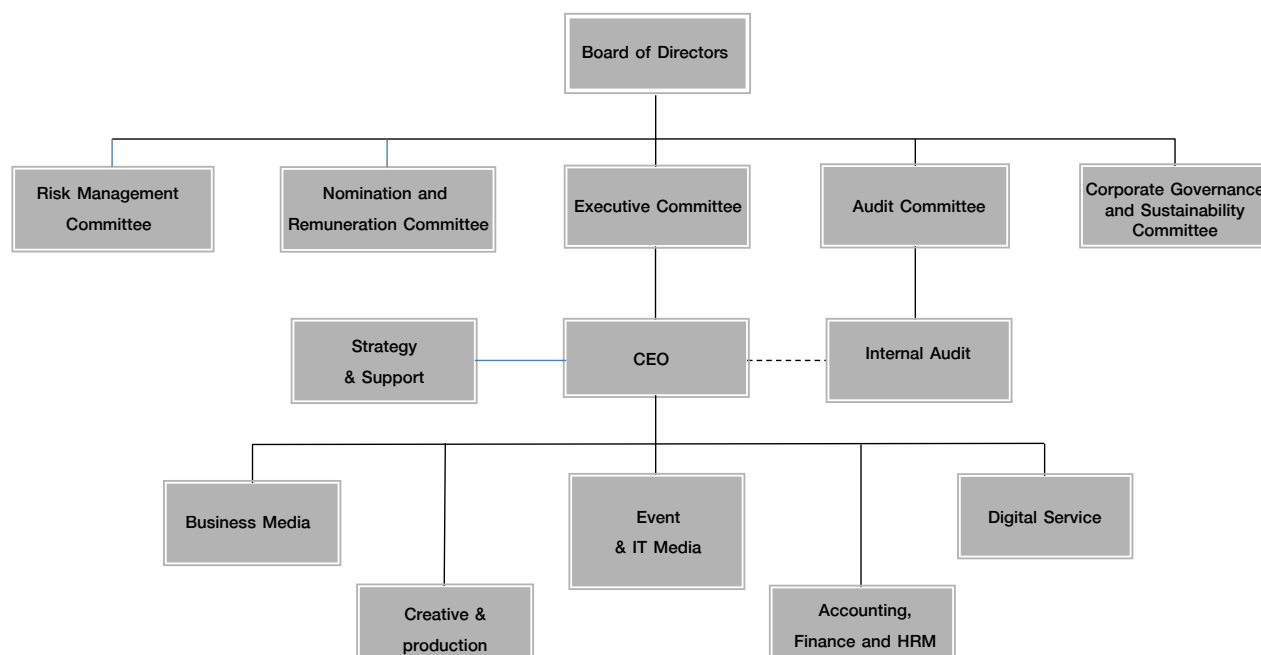 Board of Directors
Risk Management
Committee
Nomination and
Remuneration Committee
Executive Committee
Audit Committee
Corporate Governance
and Sustainability
Committee
Strategy
& Support
CEO
Internal Audit
Business Media
Event
& IT Media
Digital Service
Creative &
production
Accounting,
Finance and HRM